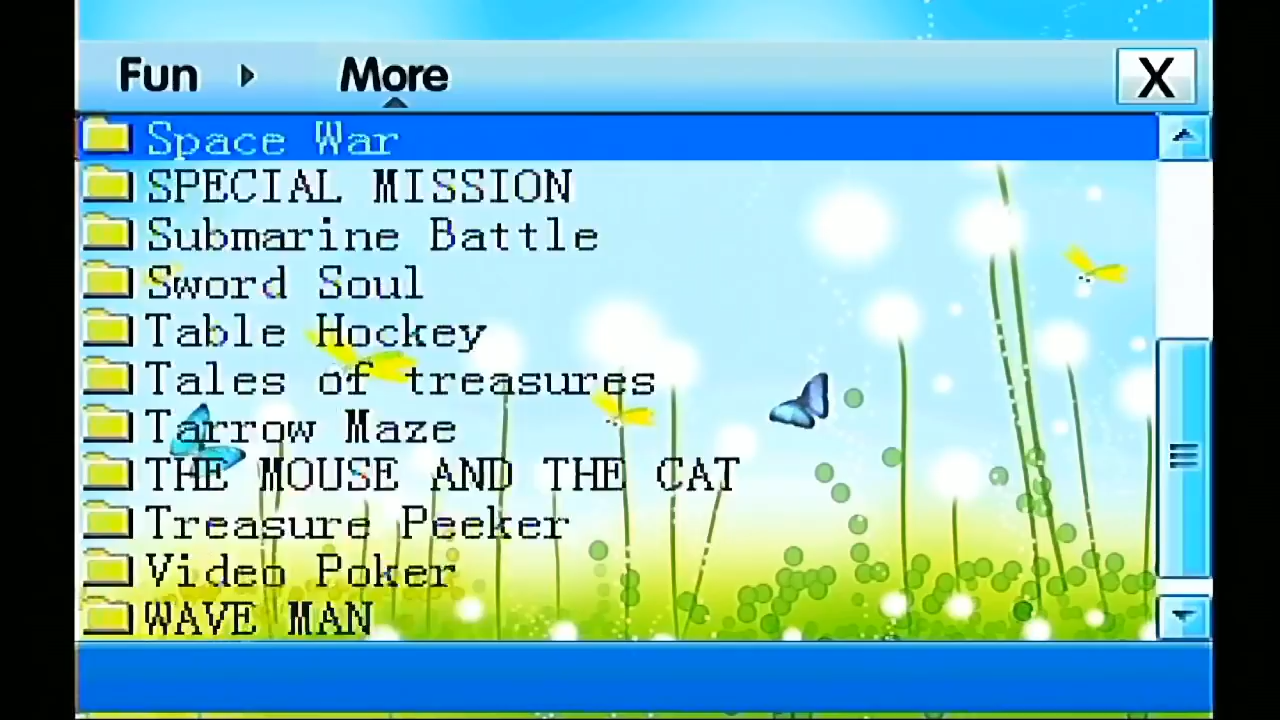 Fun More X
Space War
SPECIAL MISSION
Submarine Battle
Sword Soul
Table Hockey
Tales of treasures
Tarrow Maze
THE MOUSE AND THE CAT
Treasure Peeker
Video Poker
WAVE MAN